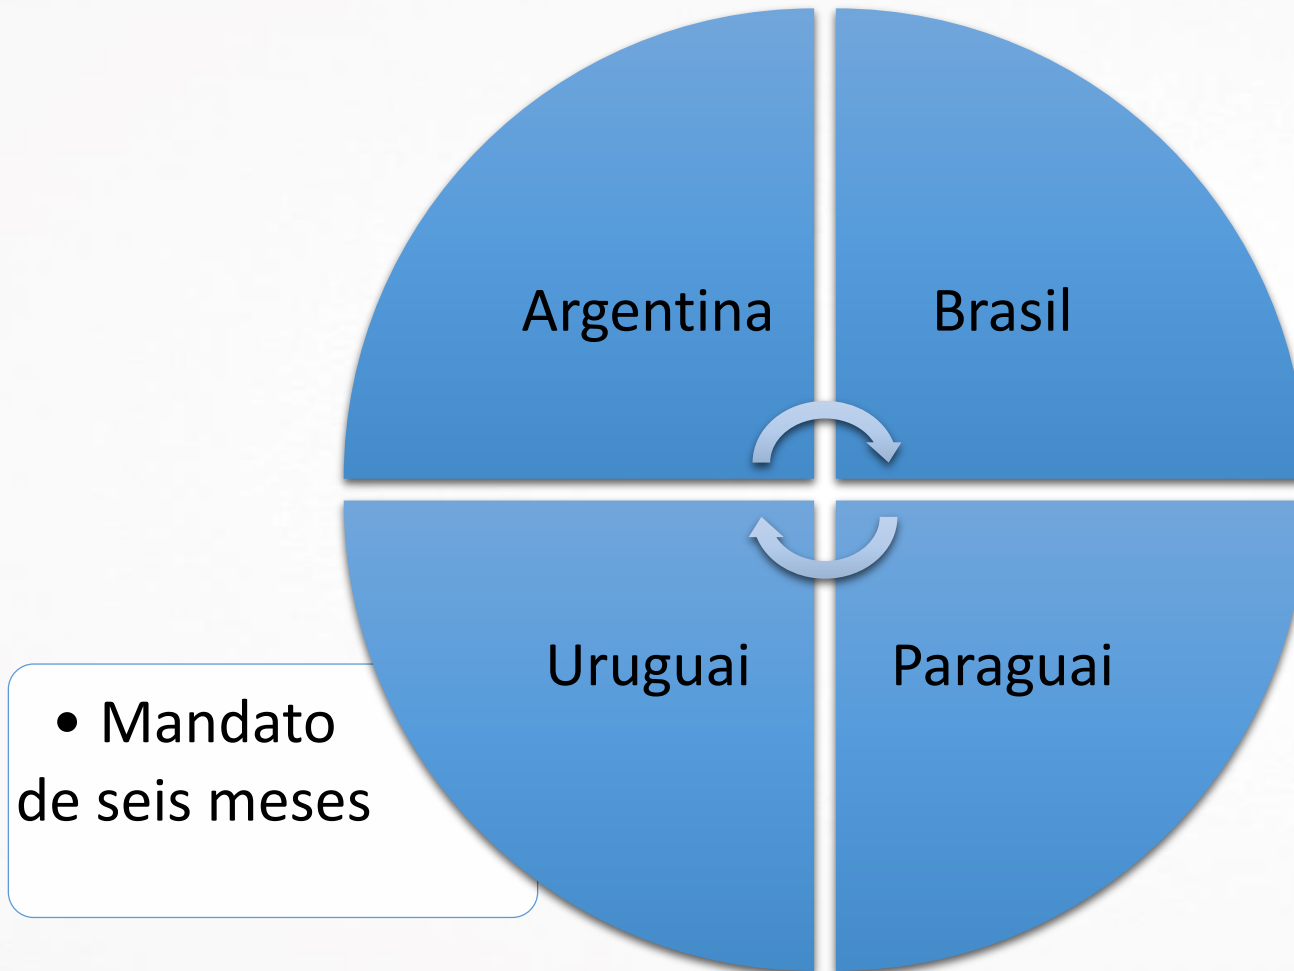 Argentina
Brasil
Uruguai
Paraguai
• Mandato
de seis meses